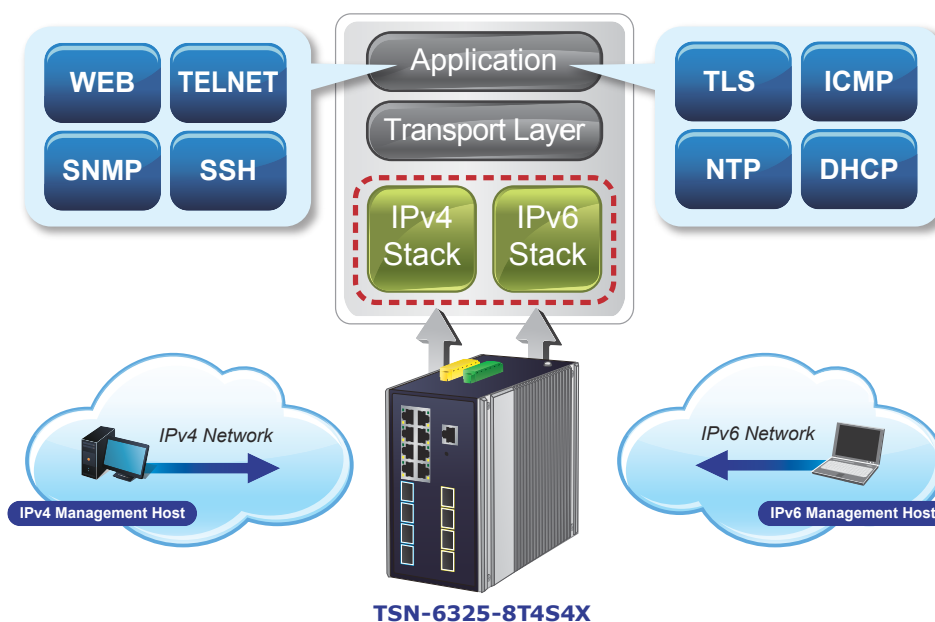 WEB
TELNET
SNMP
SSH
Application
Transport Layer
IPv4
Stack
IPv6
Stack
TLS
ICMP
NTP
DHCP
IPv4 Network
IPv4 Management Host
IPv6 Network
IPv6 Management Host
TSN-6325-8T4S4X